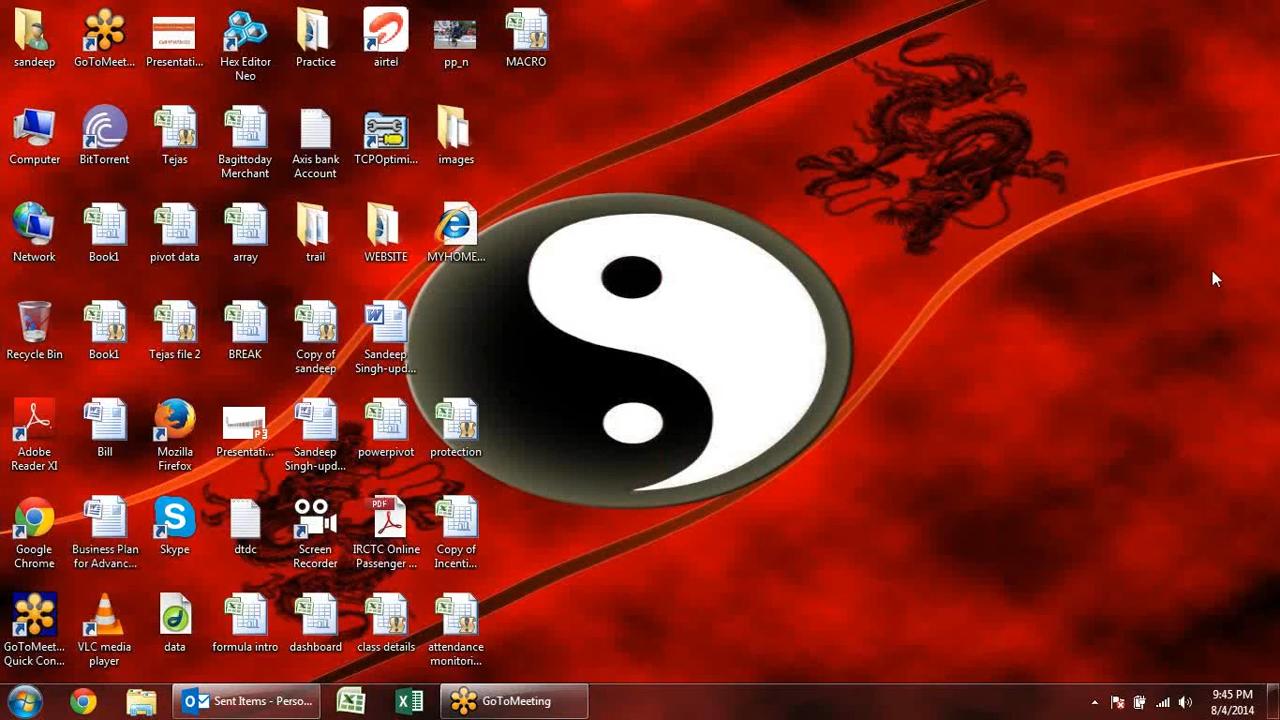 sandeep
GoToMeet...
Presentati...
Hex Editor
Neo
Practice
airtel
pp_n
MACRO
Computer
BitTorrent
Tejas
Bagittoday
Merchant
Axis bank
Account
TCPOptimi...
images
Network
Book1
pivot data
array
trail
WEBSITE
MYHOME...
Recycle Bin
Book1
Tejas file 2
BREAK
Copy of
sandeep
Sandeep
Singh-upd...
Adobe
Reader XI
Bill
Mozilla
Firefox
Presentati...
Sandeep
Singh-upd...
powerpivot
protection
Google
Chrome
Business Plan
for Advanc...
Skype
dtdc
Screen
Recorder
PDF
IRCTC Online
Passenger ...
Copy of
Incenti...
GoToMeet...
Quick Con...
VLC media
player
data
formula intro
dashboard
class details
attendance
monitori...
Sent Items - Perso...
GoToMeeting
9:45 PM
8/4/2014